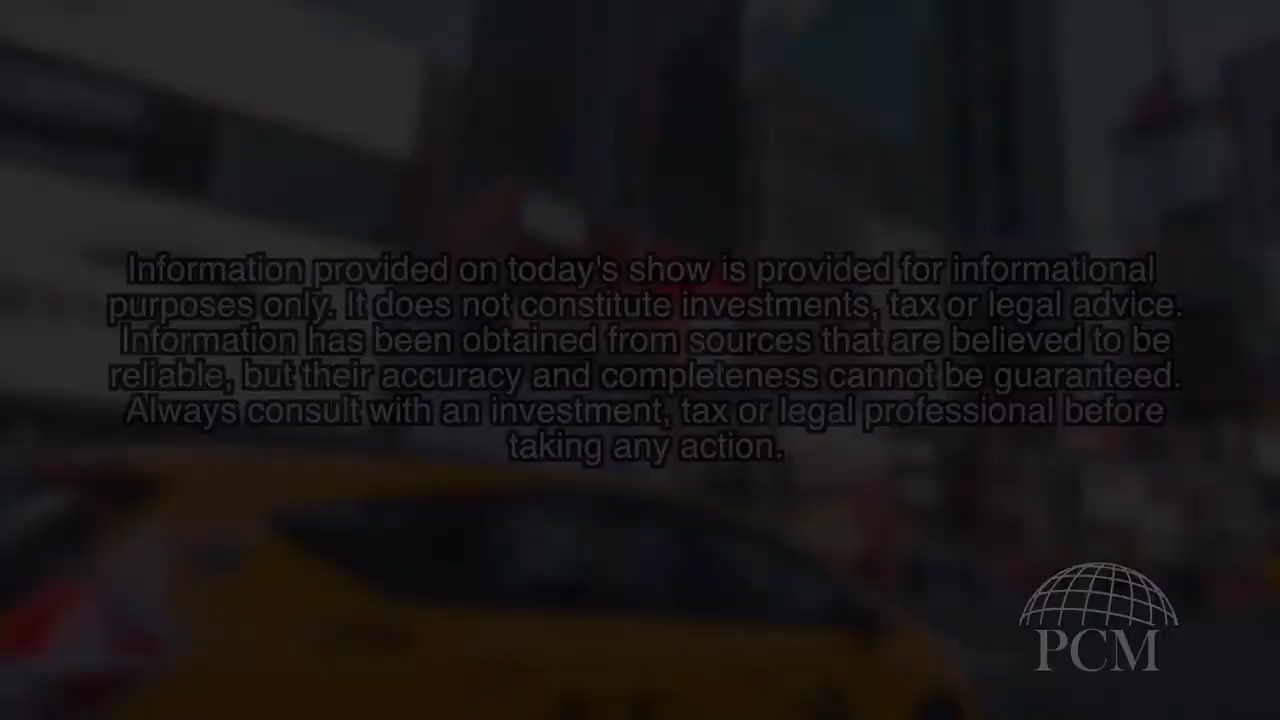 Information provided on today's show is provided for informational
purposes only. It does not constitute investments, tax or legal advice.
Information has been obtained from sources that are believed to be
reliable, but their accuracy and completeness cannot be guaranteed.
Always consult with an investment, tax or legal professional before
taking any action.
PCM